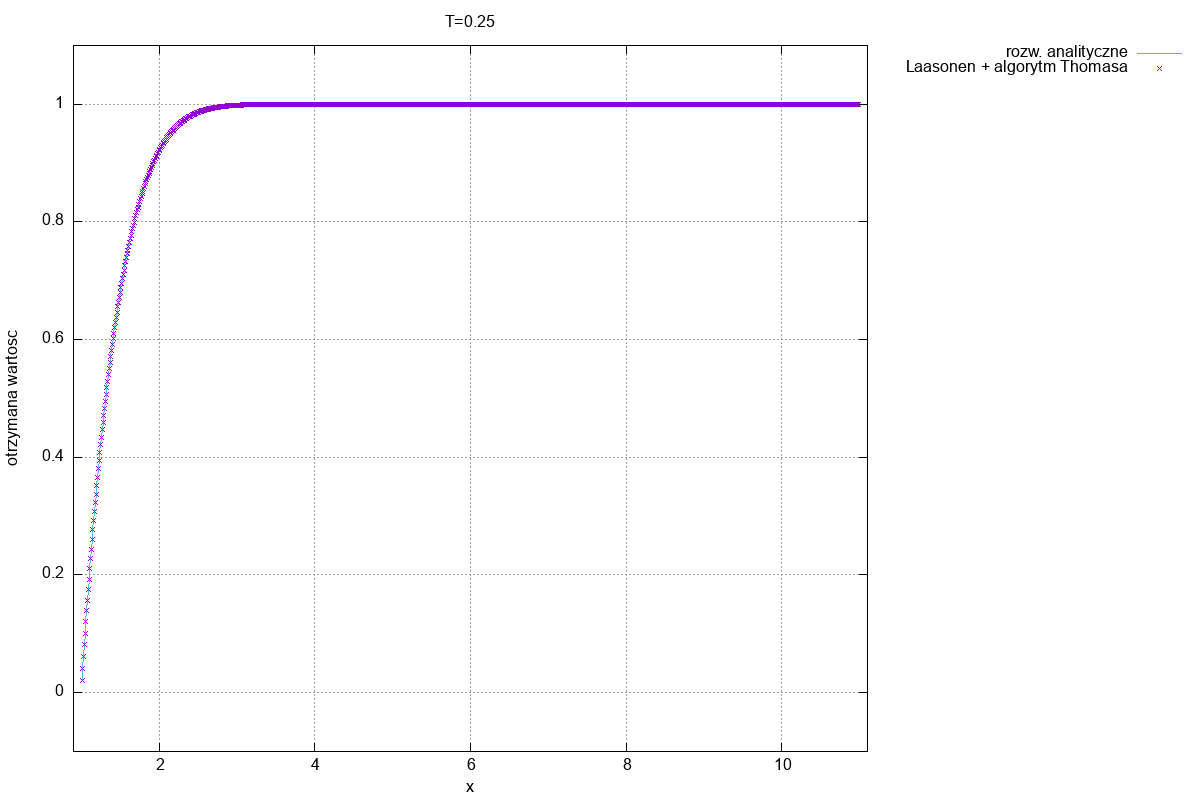 T=0.25
rozw. analityczne
Laasonen + algorytm Thomasa
1
0.8
0.6
0.4
0.2
0
otrzymana wartosc
2 4 6 8 10
x